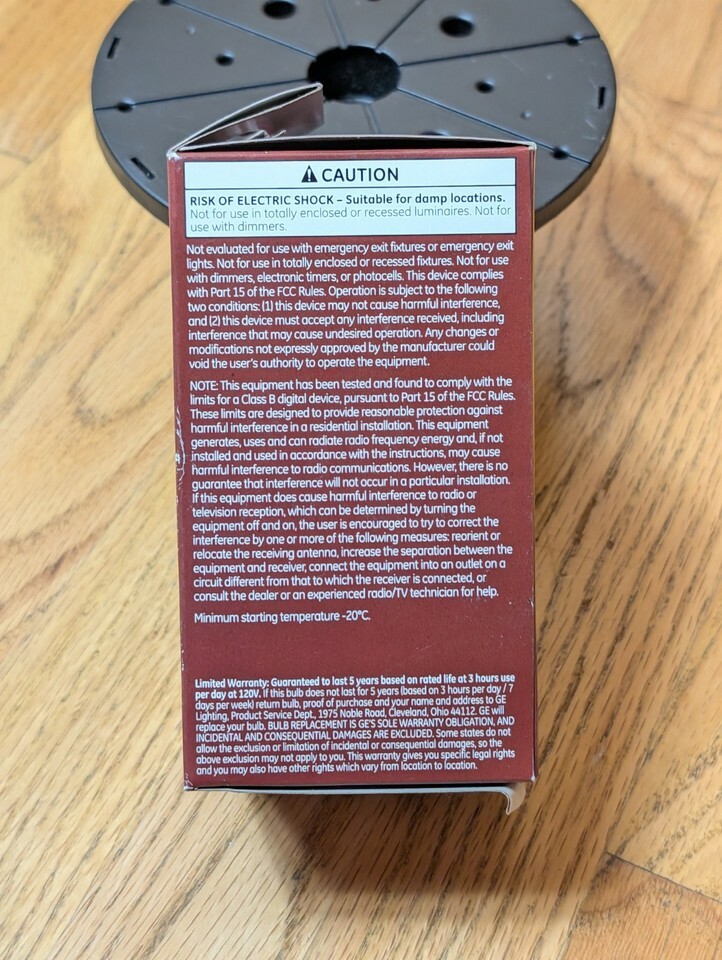 ⚠ CAUTION
RISK OF ELECTRIC SHOCK – Suitable for damp locations.
Not for use in totally enclosed or recessed luminaires. Not for
use with dimmers.
Not evaluated for use with emergency exit fixtures or emergency exit
lights. Not for use in totally enclosed or recessed fixtures. Not for use
with dimmers, electronic timers, or photocells. This device complies
with Part 15 of the FCC Rules. Operation is subject to the following
two conditions: (1) this device may not cause harmful interference,
and (2) this device must accept any interference received, including
interference that may cause undesired operation. Any changes or
modifications not expressly approved by the manufacturer could
void the user's authority to operate the equipment.
NOTE: This equipment has been tested and found to comply with the
limits for a Class B digital device, pursuant to Part 15 of the FCC Rules.
These limits are designed to provide reasonable protection against
harmful interference in a residential installation. This equipment
generates, uses and can radiate radio frequency energy and, if not
installed and used in accordance with the instructions, may cause
harmful interference to radio communications. However, there is no
guarantee that interference will not occur in a particular installation.
If this equipment does cause harmful interference to radio or
television reception, which can be determined by turning the
equipment off and on, the user is encouraged to try to correct the
interference by one or more of the following measures: reorient or
relocate the receiving antenna, increase the separation between the
equipment and receiver, connect the equipment into an outlet on a
circuit different from that to which the receiver is connected, or
consult the dealer or an experienced radio/TV technician for help.
Minimum starting temperature -20°C.
Limited Warranty: Guaranteed to last 5 years based on rated life at 3 hours use
per day at 120V. If this bulb does not last for 5 years (based on 3 hours per day / 7
days per week) return bulb, proof of purchase and your name and address to GE
Lighting, Product Service Dept., 1975 Noble Road, Cleveland, Ohio 44112. GE will
replace your bulb. BULB REPLACEMENT IS GE'S SOLE WARRANTY OBLIGATION, AND
INCIDENTAL AND CONSEQUENTIAL DAMAGES ARE EXCLUDED. Some states do not
allow the exclusion or limitation of incidental or consequential damages, so the
above exclusion may not apply to you. This warranty gives you specific legal rights
and you may also have other rights which vary from location to location.